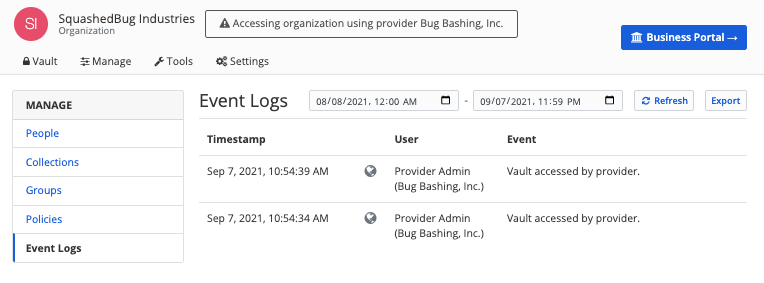 SI
SquashedBug Industries
Organization
Accessing organization using provider Bug Bashing, Inc.
Business Portal →
Vault Manage Tools Settings
MANAGE
People
Collections
Groups
Policies
Event Logs
Event Logs 08/08/2021, 12:00 AM - 09/07/2021, 11:59 PM Refresh Export
Timestamp User Event
Sep 7, 2021, 10:54:39 AM Provider Admin Vault accessed by provider.
(Bug Bashing, Inc.)
Sep 7, 2021, 10:54:34 AM Provider Admin Vault accessed by provider.
(Bug Bashing, Inc.)